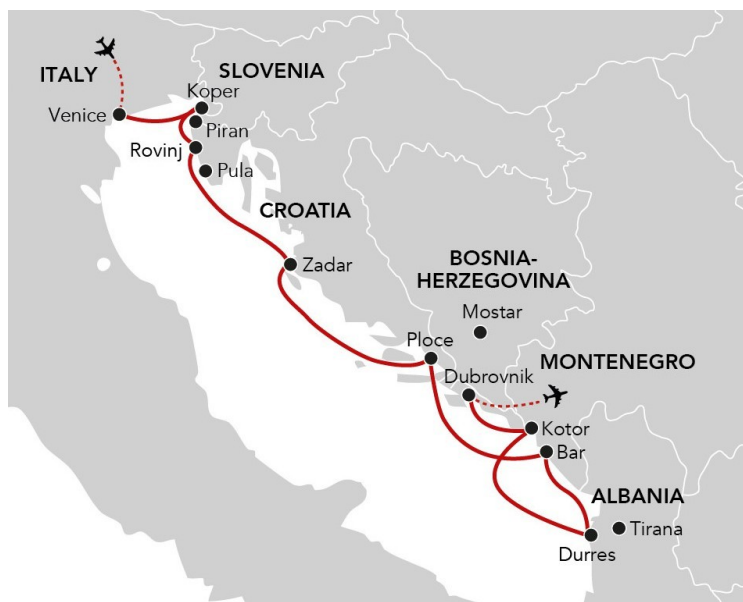 ITALY
SLOVENIA
Koper
Venice
Piran
Rovinj
Pula
CROATIA
Zadar
BOSNIA-
HERZEGOVINA
Mostar
Ploce
MONTENEGRO
Dubrovnik
Kotor
Bar
ALBANIA
Tirana
Durres